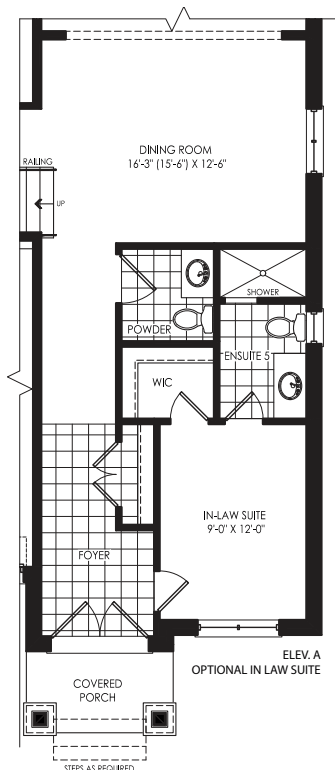 DINING ROOM
16'-3" (15'-6") X 12'-6"
RAILING
UP
SHOWER
POWDER
ENSUITE 5
WIC
IN-LAW SUITE
9'-0" X 12'-0"
FOYER
ELEV. A
OPTIONAL IN LAW SUITE
COVERED
PORCH
STEPS AS REQUIRED